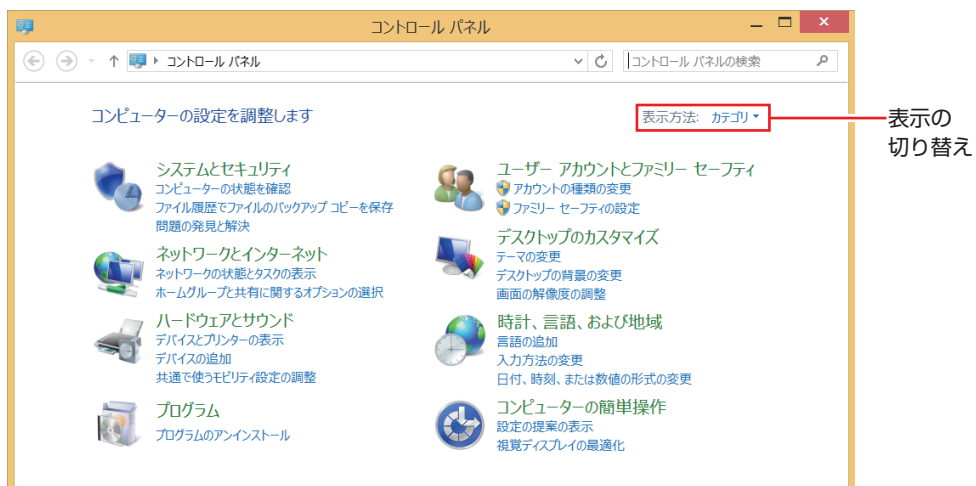 コントロール パネル
コントロール パネル
コントロール パネルの検索
コンピューターの設定を調整します
表示方法: カテゴリ
表示の
切り替え
システムとセキュリティ
コンピューターの状態を確認
ファイル履歴でファイルのバックアップ コピーを保存
問題の発見と解決
ネットワークとインターネット
ネットワークの状態とタスクの表示
ホームグループと共有に関するオプションの選択
ハードウェアとサウンド
デバイスとプリンターの表示
デバイスの追加
共通で使うモビリティ設定の調整
プログラム
プログラムのアンインストール
ユーザー アカウントとファミリー セーフティ
アカウントの種類の変更
ファミリー セーフティの設定
デスクトップのカスタマイズ
テーマの変更
デスクトップの背景の変更
画面の解像度の調整
時計、言語、および地域
言語の追加
入力方法の変更
日付、時刻、または数値の形式の変更
コンピューターの簡単操作
設定の提案の表示
視覚ディスプレイの最適化